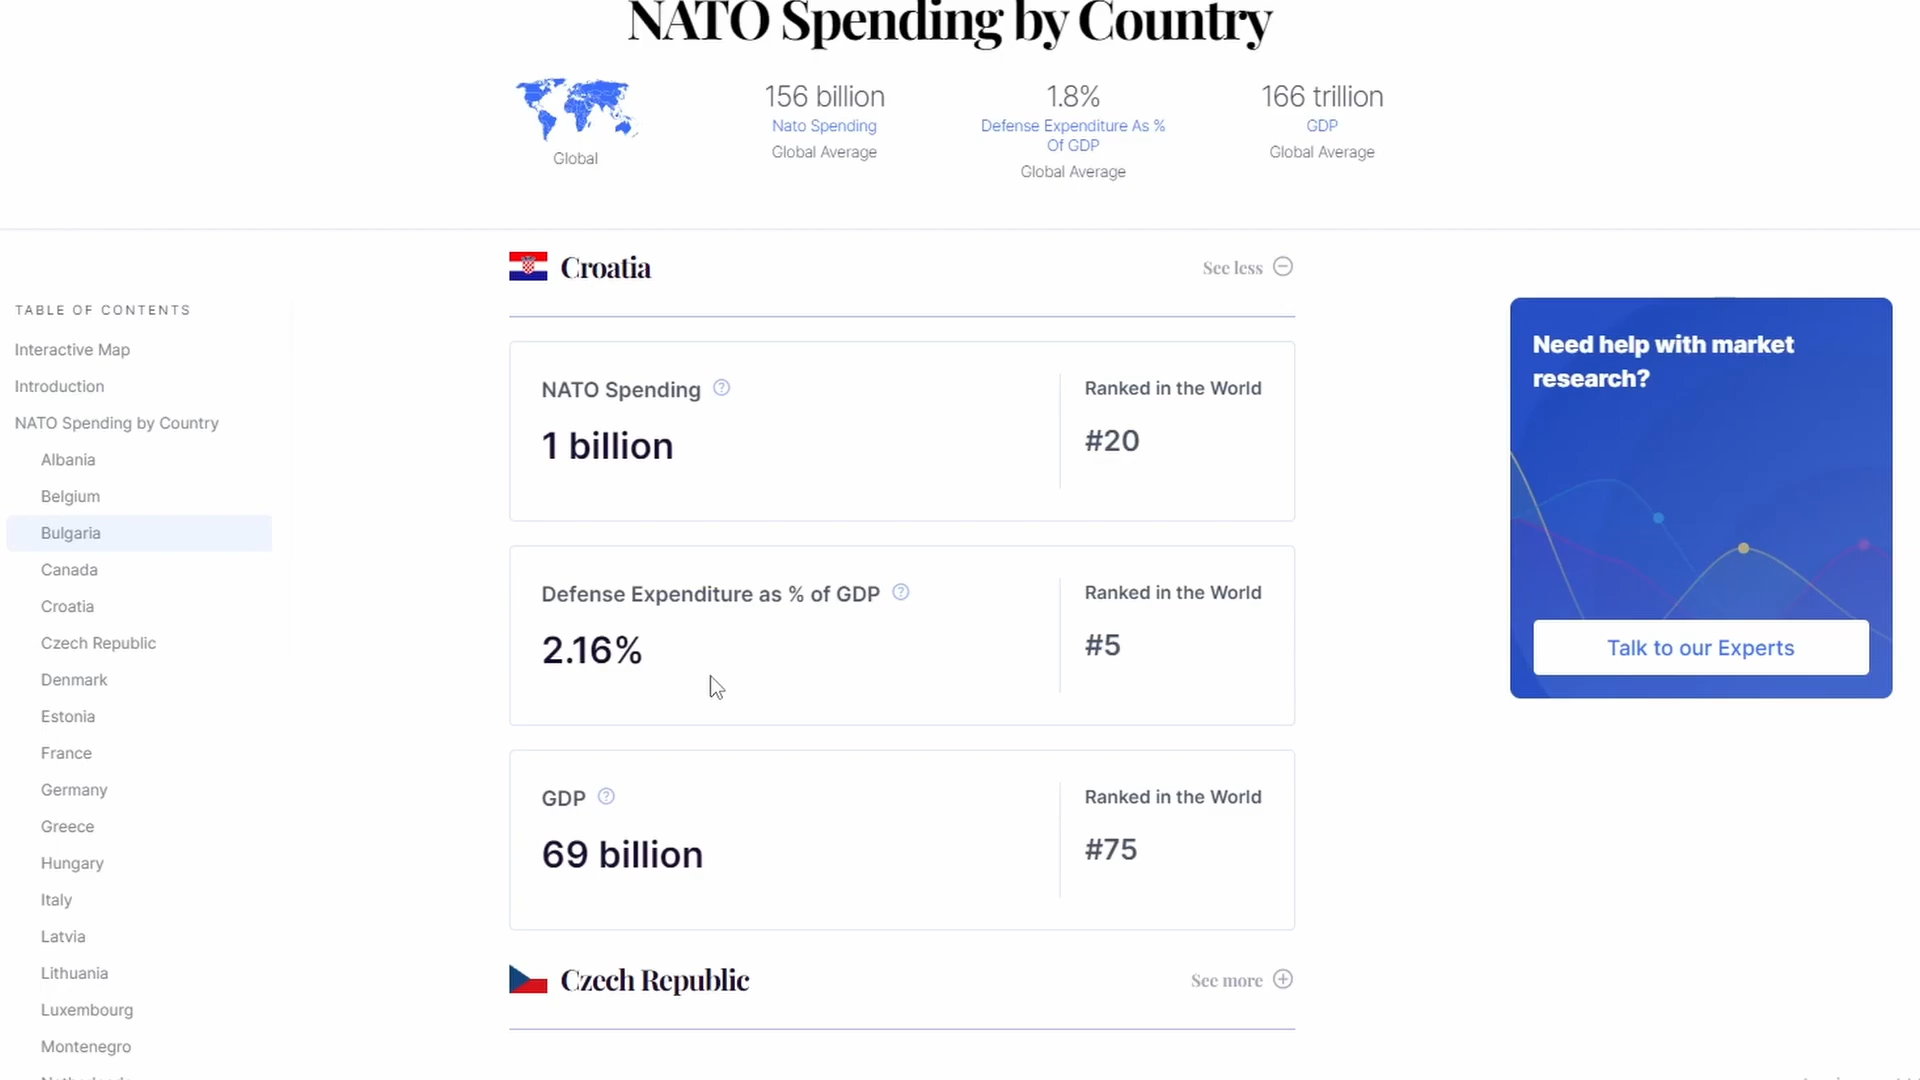 NATO Spending by Country
156 billion
Nato Spending
Global Average
1.8%
Defense Expenditure As %
Of GDP
Global Average
166 trillion
GDP
Global Average
Global
TABLE OF CONTENTS
Interactive Map
Introduction
NATO Spending by Country
Albania
Belgium
Bulgaria
Canada
Croatia
Czech Republic
Denmark
Estonia
France
Germany
Greece
Hungary
Italy
Latvia
Lithuania
Luxembourg
Montenegro
Croatia
See less
NATO Spending
1 billion
Ranked in the World
#20
Defense Expenditure as % of GDP
2.16%
Ranked in the World
#5
GDP
69 billion
Ranked in the World
#75
Czech Republic
See more
Need help with market
research?
Talk to our Experts